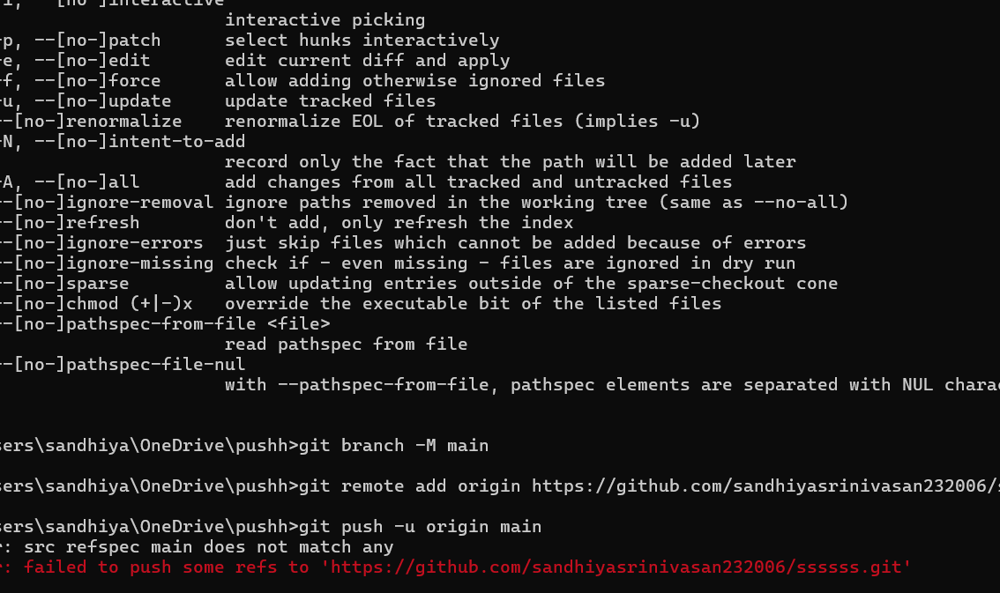 interactive
interactive picking
p, --[no-]patch select hunks interactively
e, --[no-]edit edit current diff and apply
f, --[no-]force allow adding otherwise ignored files
u, --[no-]update update tracked files
--[no-]renormalize renormalize EOL of tracked files (implies -u)
N, --[no-]intent-to-add
record only the fact that the path will be added later
A, --[no-]all add changes from all tracked and untracked files
--[no-]ignore-removal ignore paths removed in the working tree (same as --no-all)
--[no-]refresh don't add, only refresh the index
--[no-]ignore-errors just skip files which cannot be added because of errors
--[no-]ignore-missing check if - even missing - files are ignored in dry run
--[no-]sparse allow updating entries outside of the sparse-checkout cone
--[no-]chmod (+|-)x override the executable bit of the listed files
--[no-]pathspec-from-file <file>
read pathspec from file
--[no-]pathspec-file-nul
with --pathspec-from-file, pathspec elements are separated with NUL chara
sers\sandhiya\OneDrive\pushh>git branch -M main
sers\sandhiya\OneDrive\pushh>git remote add origin https://github.com/sandhiyasrinivasan232006/s
sers\sandhiya\OneDrive\pushh>git push -u origin main
r: src refspec main does not match any
r: failed to push some refs to 'https://github.com/sandhiyasrinivasan232006/ssssss.git'